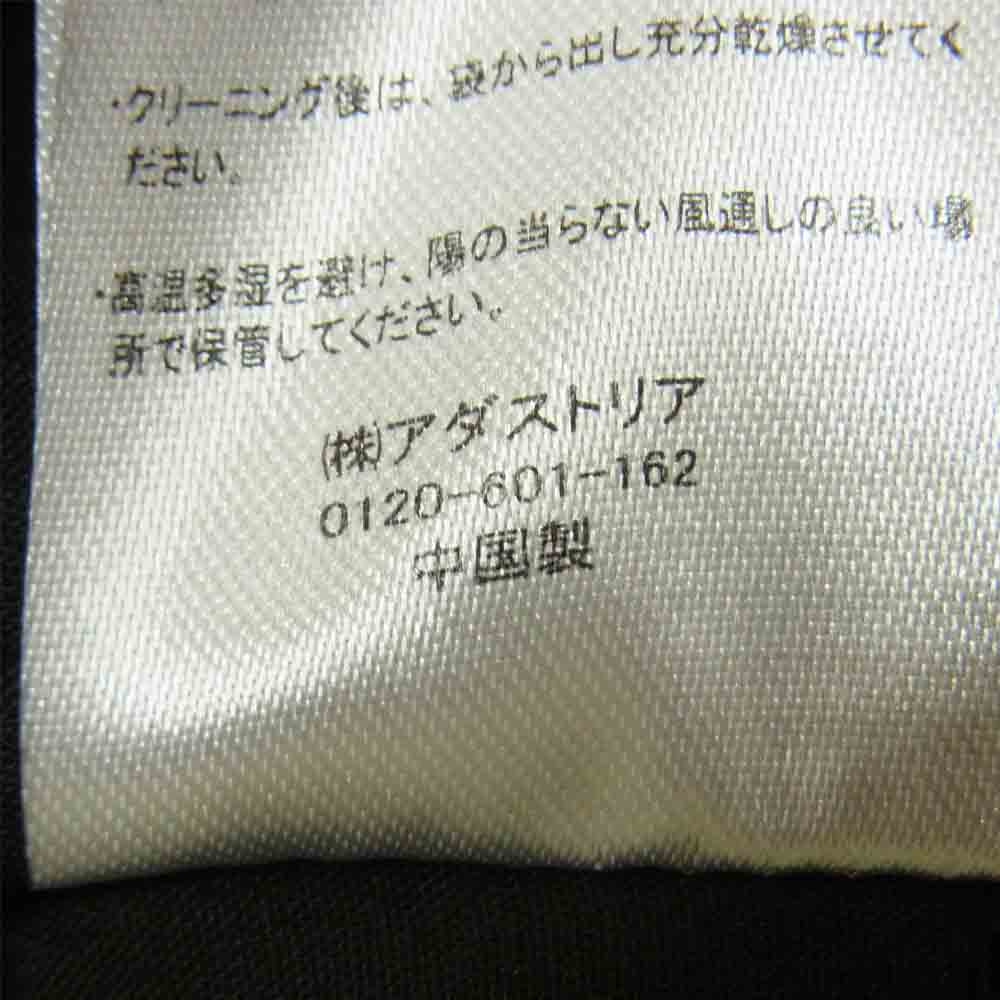 ・クリーニング後は、袋から出し充分乾燥させてく
ださい。
・高温多湿を避け、陽の当らない風通しの良い場
所で保管してください。
(株)アダストリア
0120-601-162
中国製